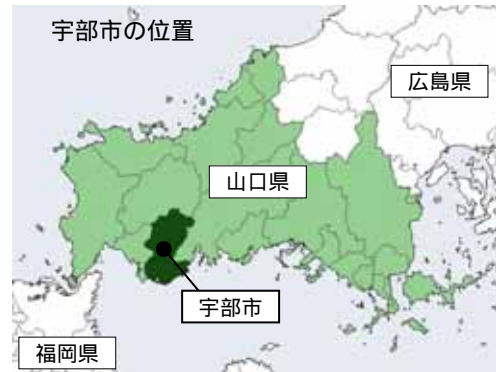 宇部市の位置
広島県
山口県
宇部市
福岡県